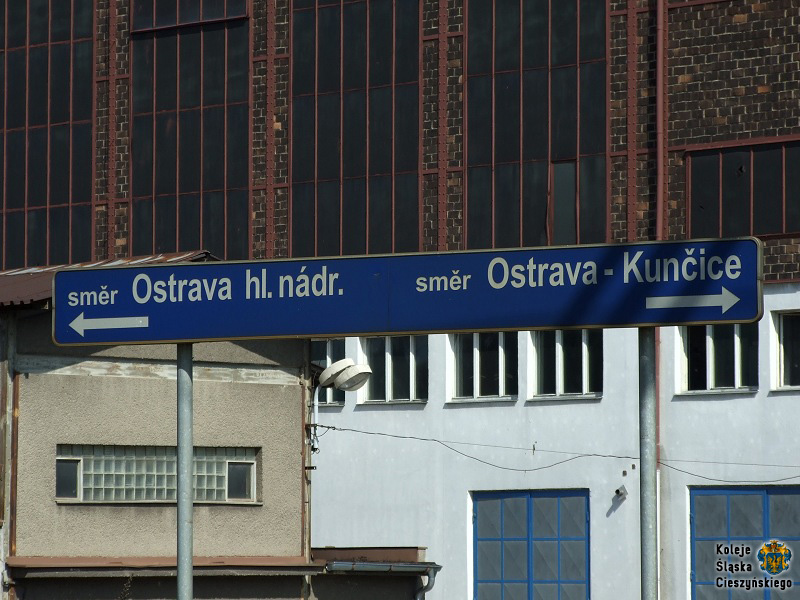 směr Ostrava hl. nádr.
směr Ostrava - Kunčice
Koleje
Śląska
Cieszyńskiego